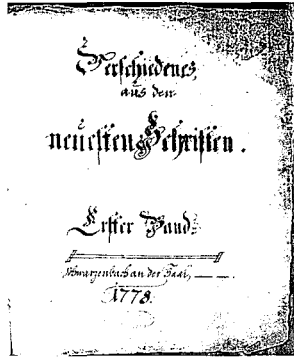 Verschiedenes,
aus den
neuesten Schriften.
Erster Band.
Schwarzenbach an der Saal,
1778.